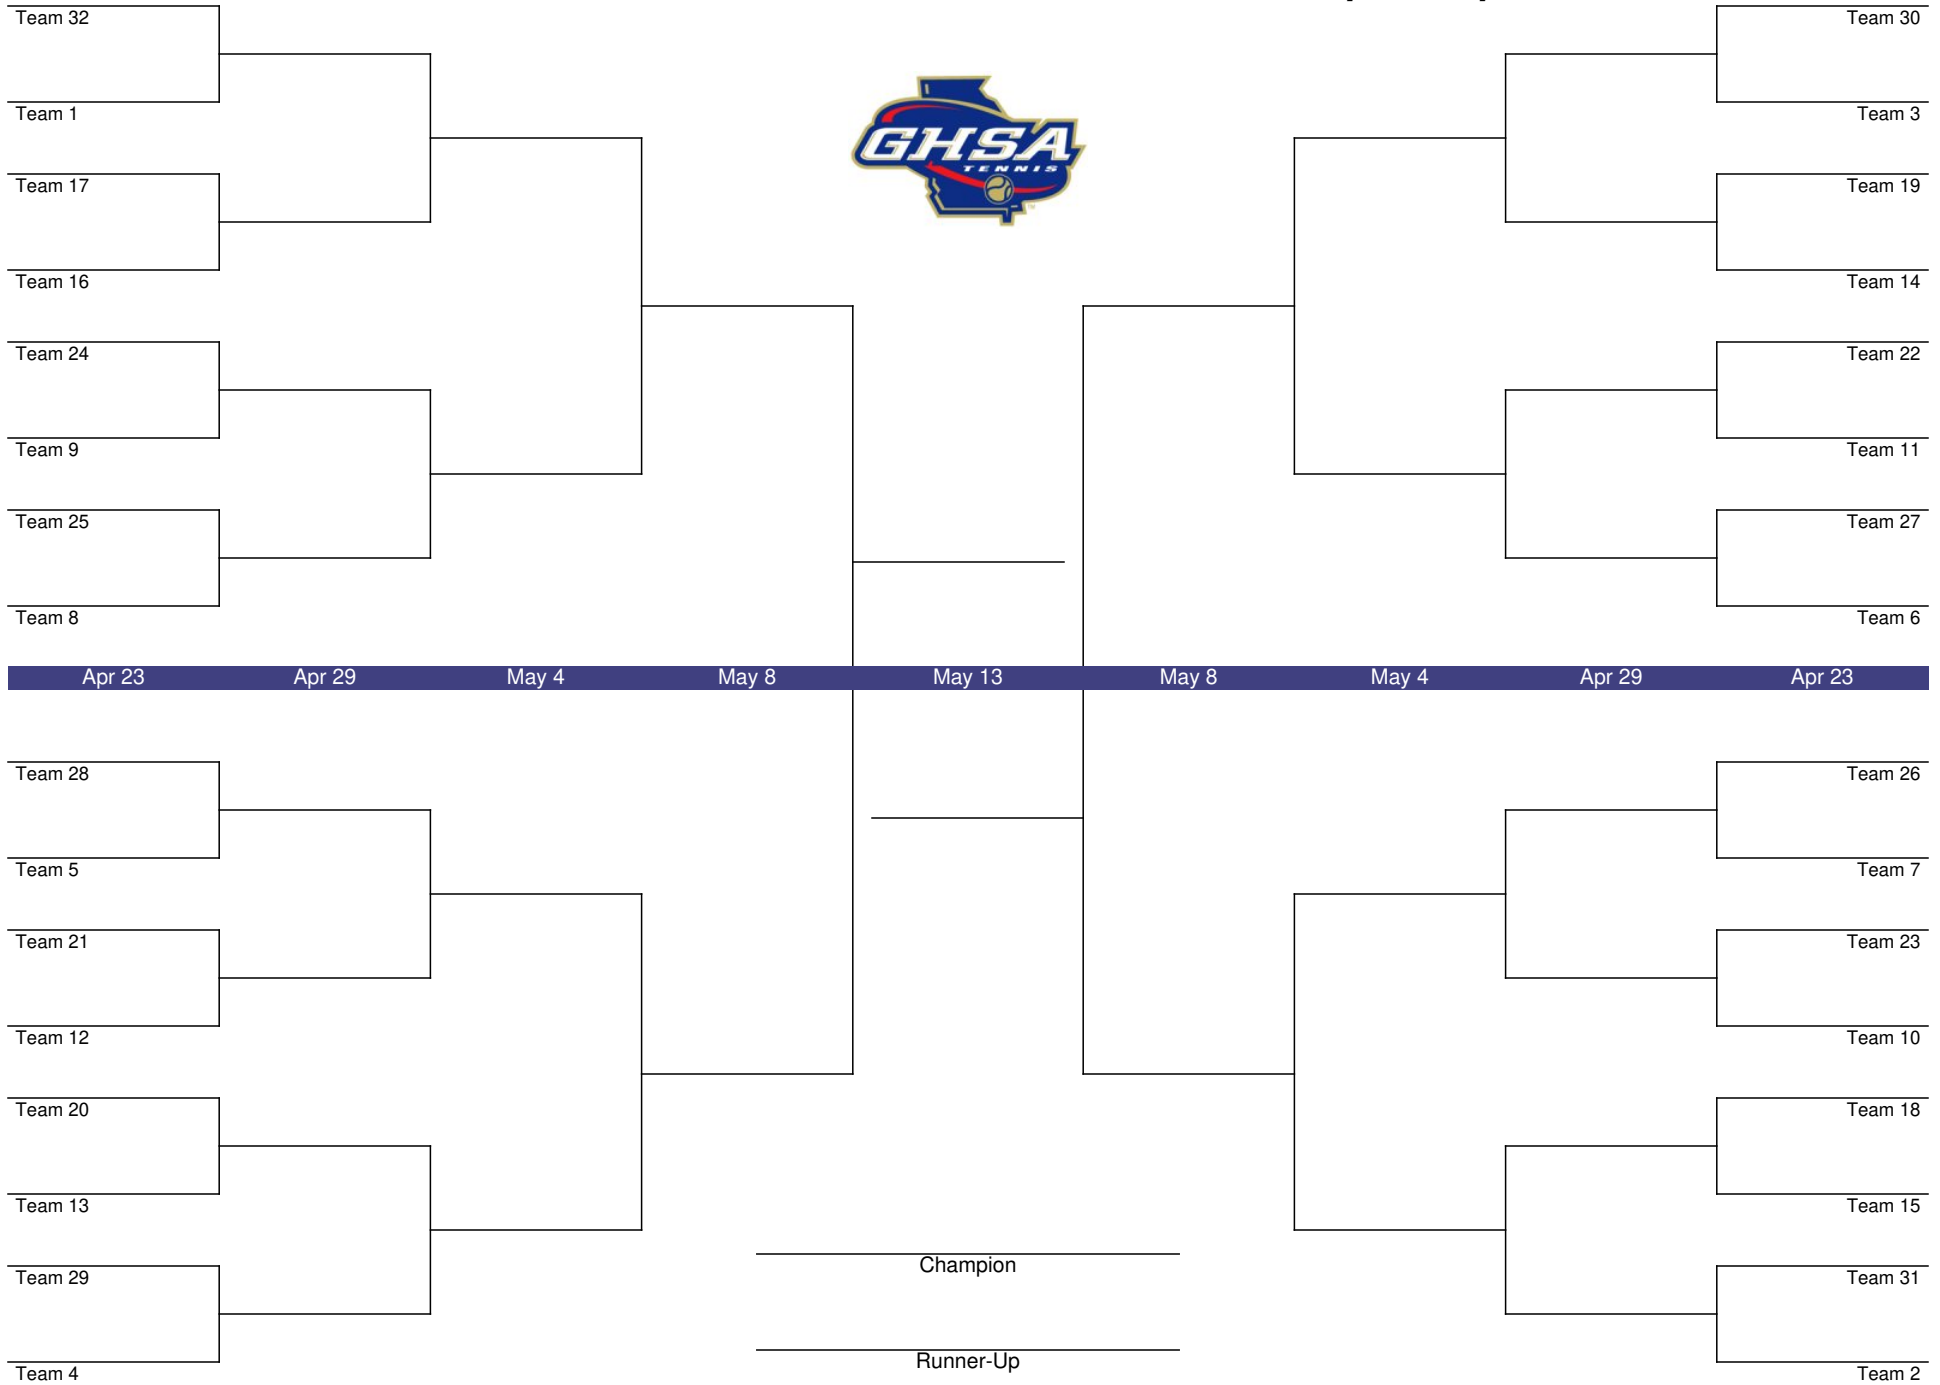 Team 32
Team 30
Team 1
Team 3
GHSA
TENNIS
Team 17
Team 19
Team 16
Team 14
Team 24
Team 22
Team 9
Team 11
Team 25
Team 27
Team 8
Team 6
Apr 23 Apr 29 May 4 May 8 May 13 May 8 May 4 Apr 29 Apr 23
Team 28
Team 26
Team 5
Team 7
Team 21
Team 23
Team 12
Team 10
Team 20
Team 18
Team 13
Team 15
Champion
Team 29
Team 31
Runner-Up
Team 4
Team 2